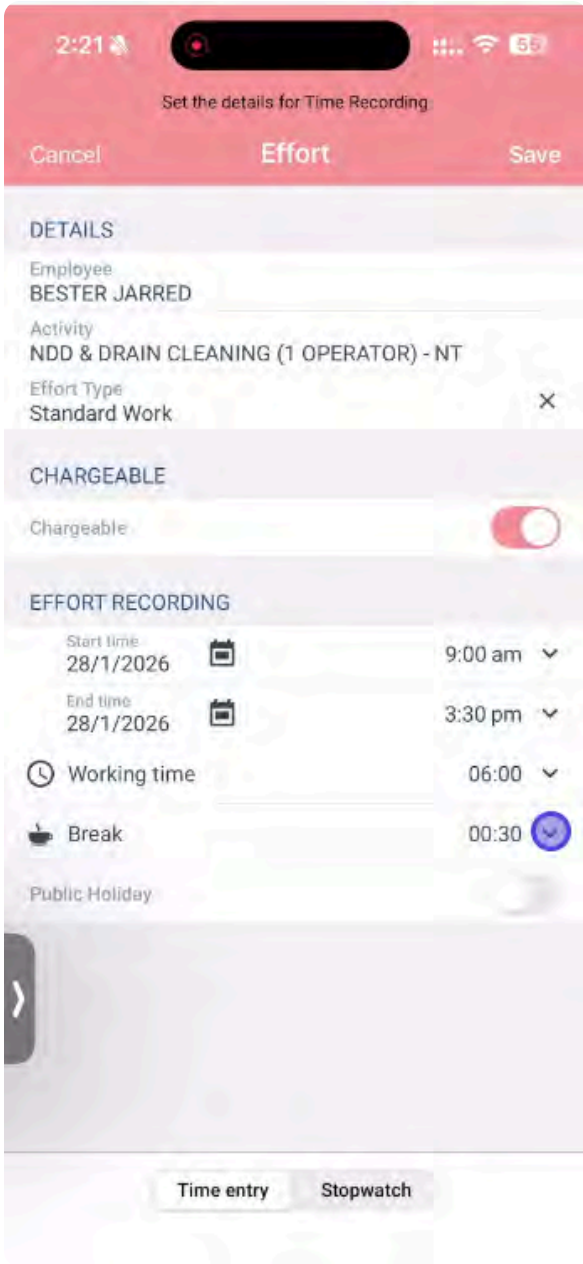 2:21
55
Set the details for Time Recording
Cancel Effort Save
DETAILS
Employee
BESTER JARRED
Activity
NDD & DRAIN CLEANING (1 OPERATOR) - NT
Effort Type
Standard Work
CHARGEABLE
Chargeable
EFFORT RECORDING
Start time
28/1/2026 9:00 am
End time
28/1/2026 3:30 pm
Working time 06:00
Break 00:30
Public Holiday
Time entry Stopwatch